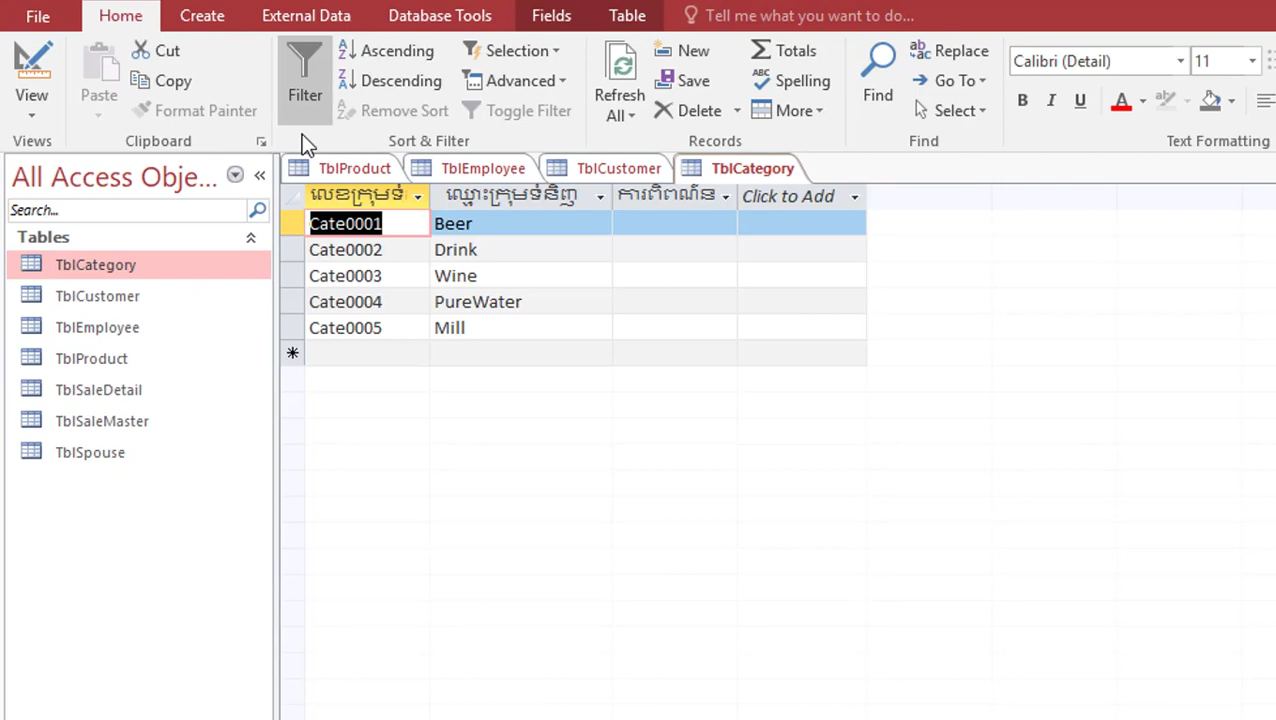 File Home Create External Data Database Tools Fields Table Tell me what you want to do...
View
Views
Paste
Cut
Copy
Format Painter
Clipboard
Filter
Ascending
Descending
Remove Sort
Selection
Advanced
Toggle Filter
Sort & Filter
Refresh
All
New
Save
Delete
Totals
Spelling
More
Records
Find
Replace
Go To
Select
Find
Calibri (Detail) 11
B I U A
Text Formatting
All Access Obje...
Search...
Tables
TblCategory
TblCustomer
TblEmployee
TblProduct
TblSaleDetail
TblSaleMaster
TblSpouse
TblProduct TblEmployee TblCustomer TblCategory
លេខក្រុមទំ ឈ្មោះក្រុមទំនិញ ការពិពណ៌ន Click to Add
Cate0001 Beer
Cate0002 Drink
Cate0003 Wine
Cate0004 PureWater
Cate0005 Mill